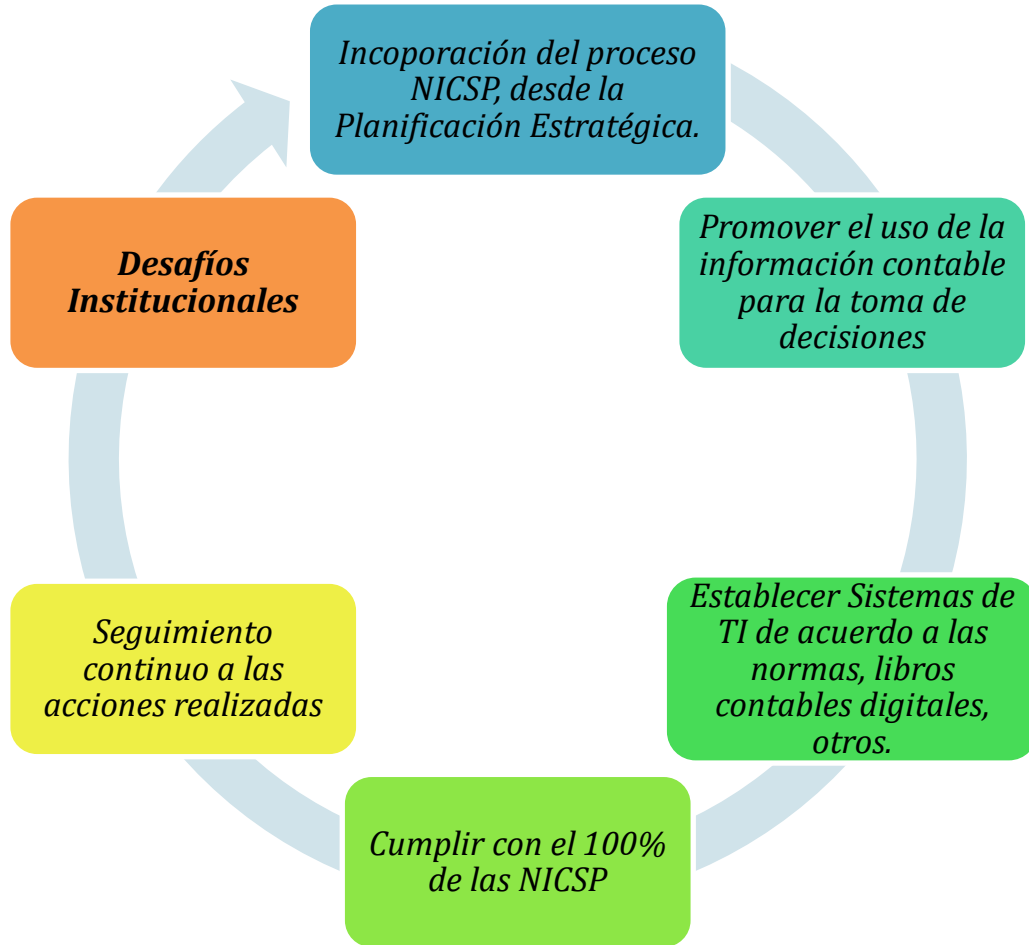 Incoporación del proceso
NICSP, desde la
Planificación Estratégica.
Promover el uso de la
información contable
para la toma de
decisiones
Establecer Sistemas de
TI de acuerdo a las
normas, libros
contables digitales,
otros.
Cumplir con el 100%
de las NICSP
Seguimiento
continuo a las
acciones realizadas
Desafíos
Institucionales